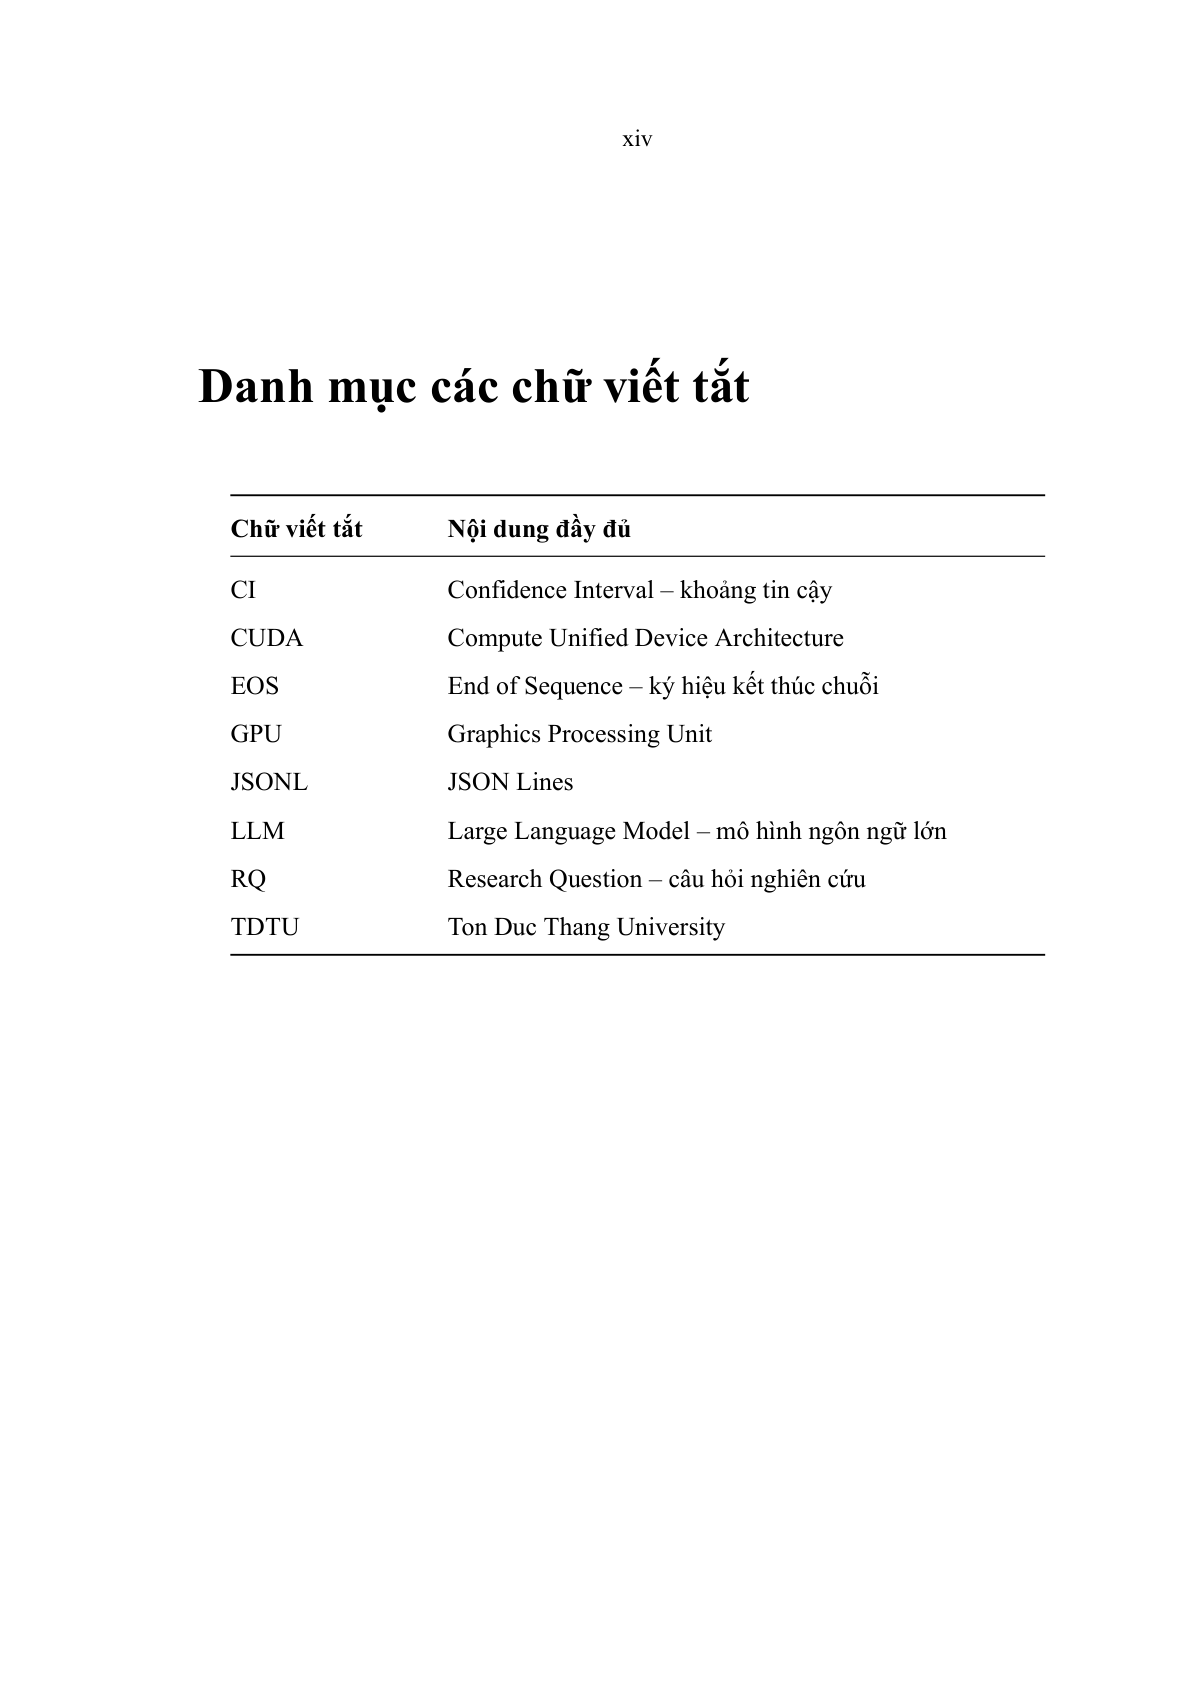 xiv
Danh mục các chữ viết tắt
Chữ viết tắt Nội dung đầy đủ
CI Confidence Interval – khoảng tin cậy
CUDA Compute Unified Device Architecture
EOS End of Sequence – ký hiệu kết thúc chuỗi
GPU Graphics Processing Unit
JSONL JSON Lines
LLM Large Language Model – mô hình ngôn ngữ lớn
RQ Research Question – câu hỏi nghiên cứu
TDTU Ton Duc Thang University